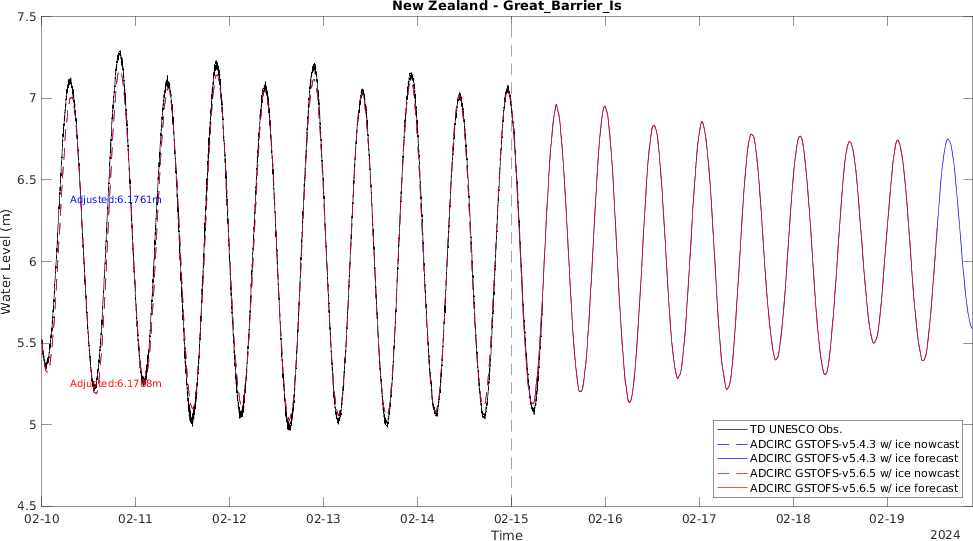 New Zealand - Great_Barrier_Is
7.5
7
6.5
6
5.5
5
4.5
Water Level (m)
Adjusted:6.1761m
Adjusted:6.1788m
TD UNESCO Obs.
ADCIRC GSTOFS-v5.4.3 w/ ice nowcast
ADCIRC GSTOFS-v5.4.3 w/ ice forecast
ADCIRC GSTOFS-v5.6.5 w/ ice nowcast
ADCIRC GSTOFS-v5.6.5 w/ ice forecast
02-10 02-11 02-12 02-13 02-14 02-15 02-16 02-17 02-18 02-19
Time
2024